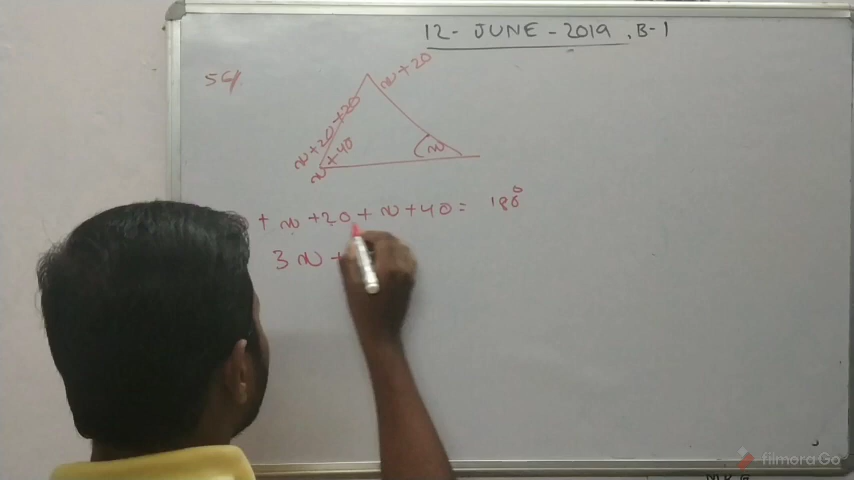 12-JUNE-2019, B-1
56/
x+20
x+20+20
x+40
x
+ x +20+ x+40= 180°
3x +
filmora Go